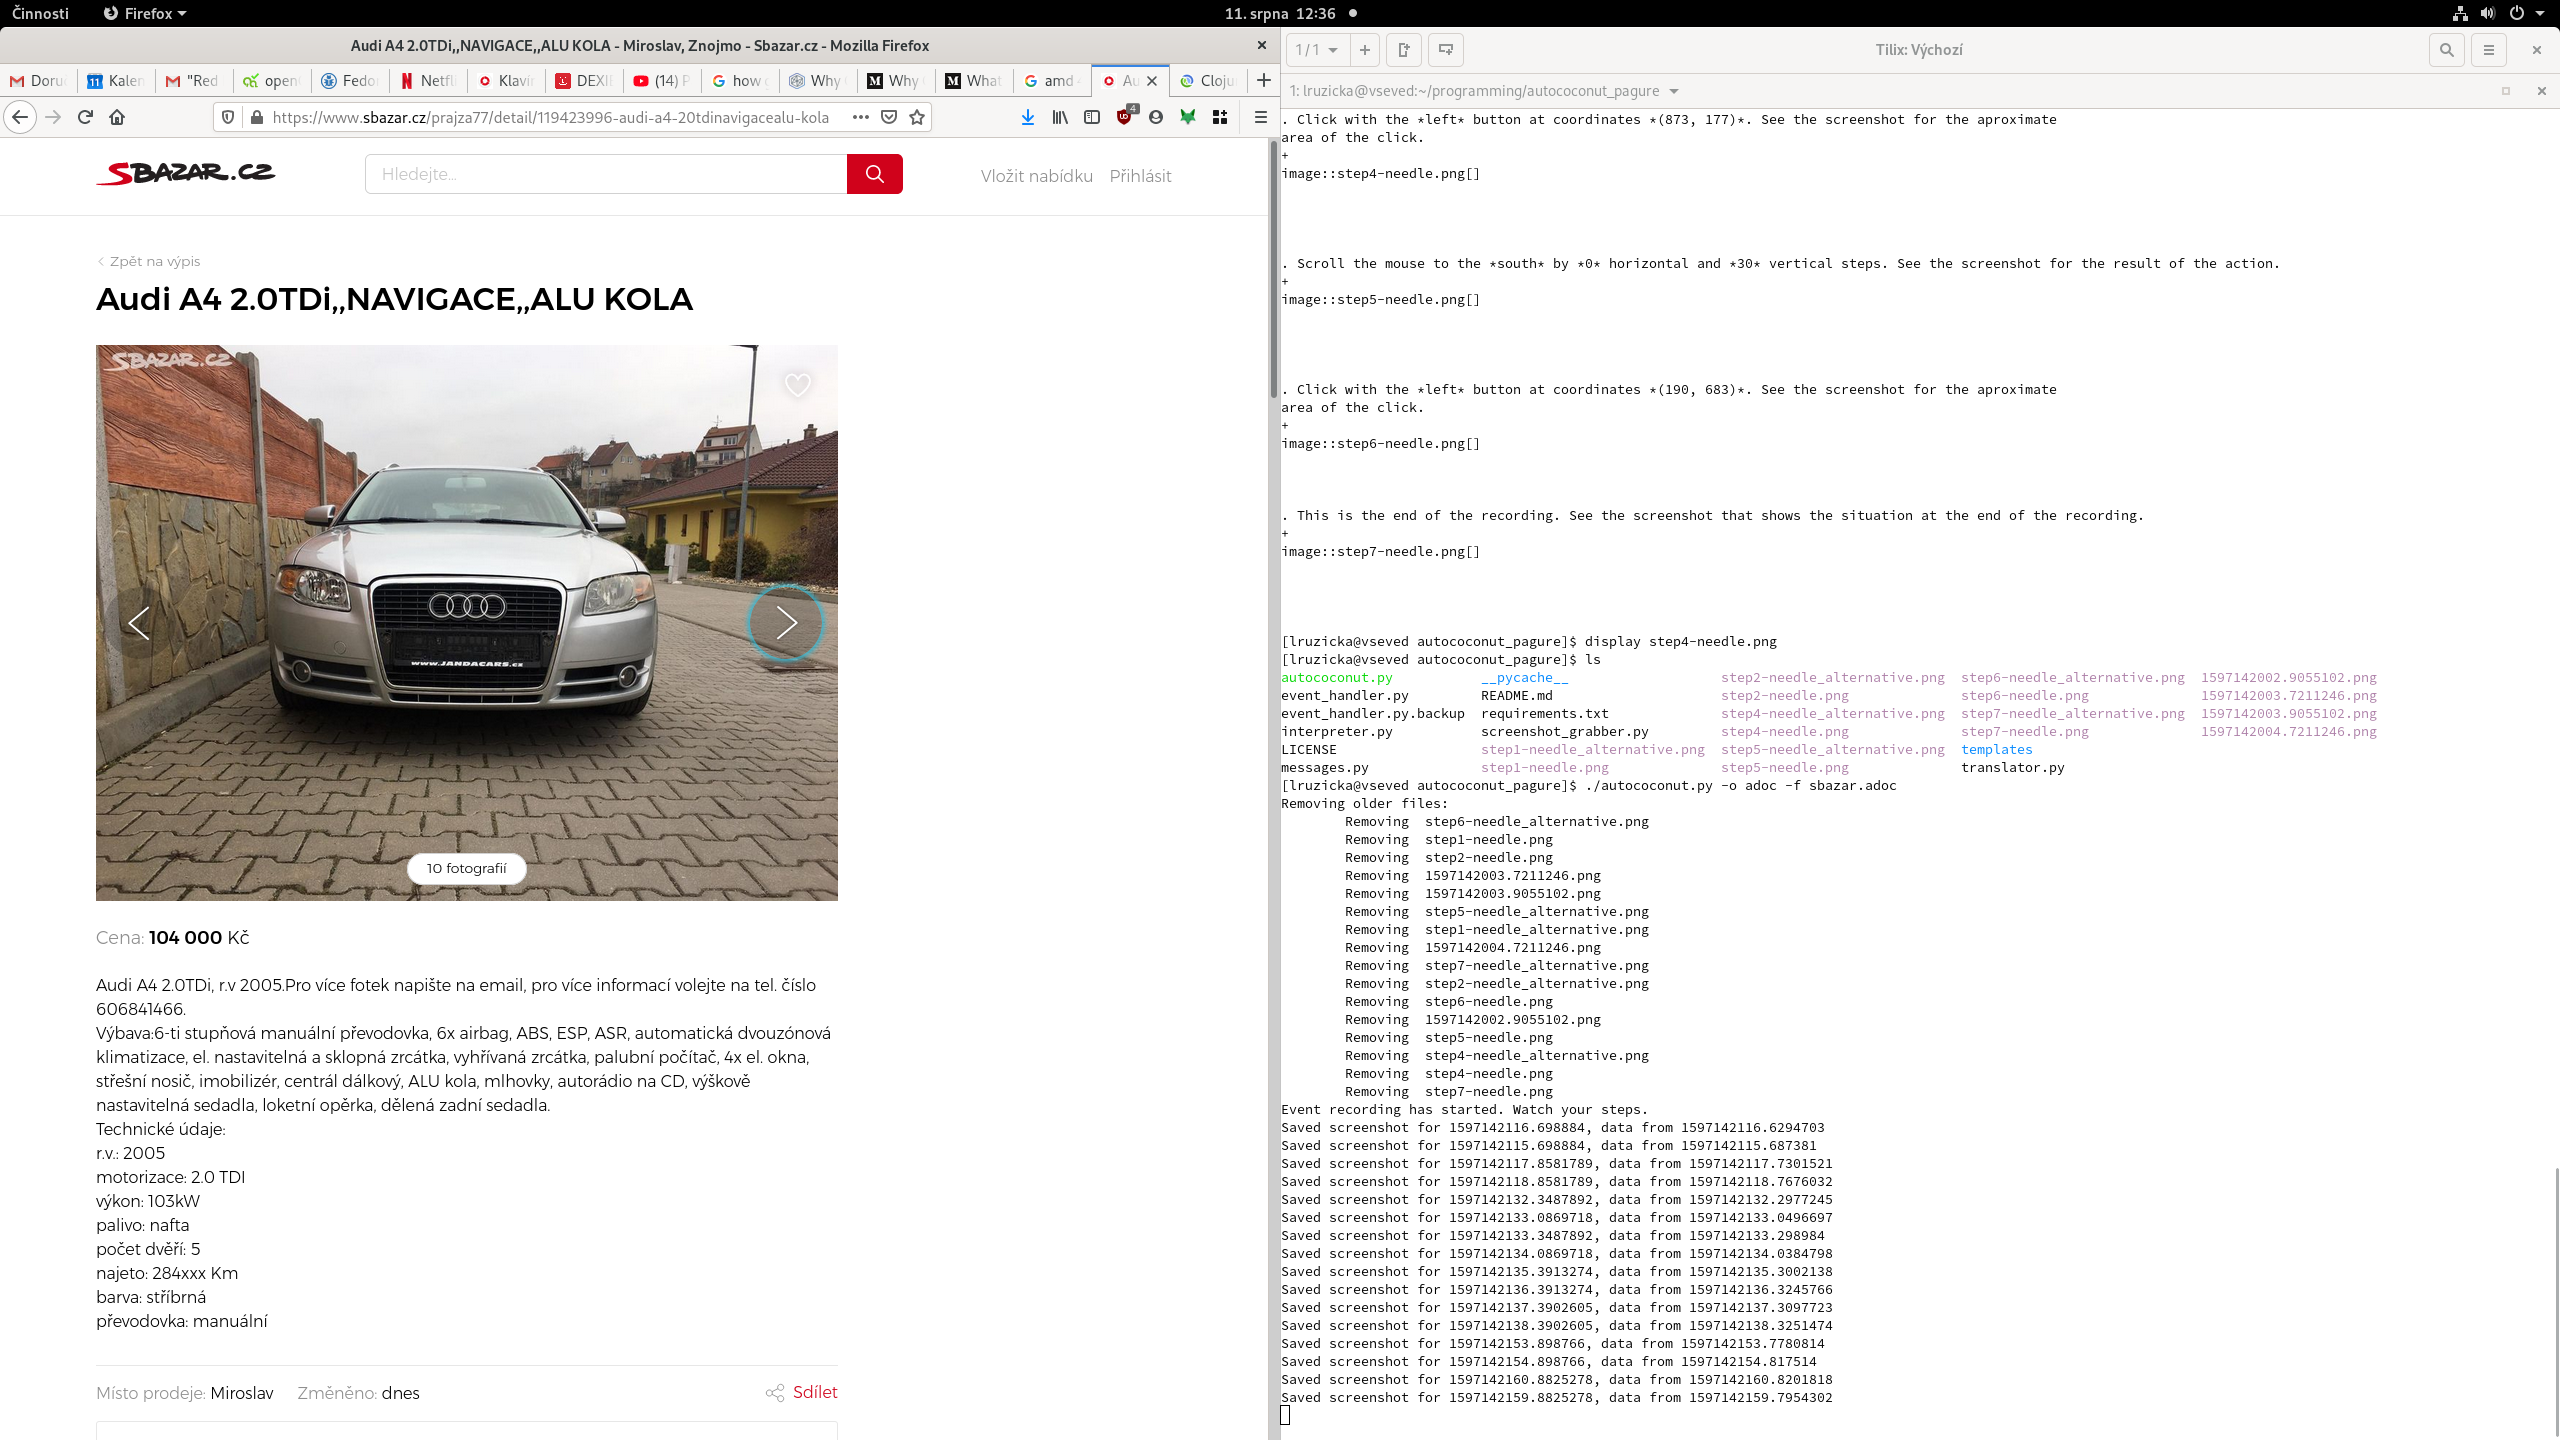 Činnosti
Firefox
11. srpna 12:36
Audi A4 2.0TDi,,NAVIGACE,,ALU KOLA - Miroslav, Znojmo - Sbazar.cz - Mozilla Firefox
Doru
Kalen
"Red
open
Fedo
Netfl
Klavír
DEXI
(14) P
how
Why
Why
What
amd
Au
Cloju
https://www.sbazar.cz/prajza77/detail/119423996-audi-a4-20tdinavigacealu-kola
4
SBAZAR.CZ
Hledejte...
Vložit nabídku
Přihlásit
Zpět na výpis
Audi A4 2.0TDi,,NAVIGACE,,ALU KOLA
SBAZAR.CZ
www.JANDACARS.cz
10 fotografií
Cena: 104 000 Kč
Audi A4 2.0TDi, r.v 2005.Pro více fotek napište na email, pro více informací volejte na tel. číslo
606841466.
Výbava:6-ti stupňová manuální převodovka, 6x airbag, ABS, ESP, ASR, automatická dvouzónová
klimatizace, el. nastavitelná a sklopná zrcátka, vyhřívaná zrcátka, palubní počítač, 4x el. okna,
střešní nosič, imobilizér, centrál dálkový, ALU kola, mlhovky, autorádio na CD, výškově
nastavitelná sedadla, loketní opěrka, dělená zadní sedadla.
Technické údaje:
r.v.: 2005
motorizace: 2.0 TDI
výkon: 103kW
palivo: nafta
počet dvěří: 5
najeto: 284xxx Km
barva: stříbrná
převodovka: manuální
Místo prodeje: Miroslav
Změněno: dnes
Sdílet
1 / 1
Tilix: Výchozí
1: lruzicka@vseved:~/programming/autococonut_pagure
. Click with the *left* button at coordinates *(873, 177)*. See the screenshot for the aproximate
area of the click.
+
image::step4-needle.png[]
. Scroll the mouse to the *south* by *0* horizontal and *30* vertical steps. See the screenshot for the result of the action.
+
image::step5-needle.png[]
. Click with the *left* button at coordinates *(190, 683)*. See the screenshot for the aproximate
area of the click.
+
image::step6-needle.png[]
. This is the end of the recording. See the screenshot that shows the situation at the end of the recording.
+
image::step7-needle.png[]
[lruzicka@vseved autococonut_pagure]$ display step4-needle.png
[lruzicka@vseved autococonut_pagure]$ ls
autococonut.py __pycache__ step2-needle_alternative.png step6-needle_alternative.png 1597142002.9055102.png
event_handler.py README.md step2-needle.png step6-needle.png 1597142003.7211246.png
event_handler.py.backup requirements.txt step4-needle_alternative.png step7-needle_alternative.png 1597142003.9055102.png
interpreter.py screenshot_grabber.py step4-needle.png step7-needle.png 1597142004.7211246.png
LICENSE step1-needle_alternative.png step5-needle_alternative.png templates
messages.py step1-needle.png step5-needle.png translator.py
[lruzicka@vseved autococonut_pagure]$ ./autococonut.py -o adoc -f sbazar.adoc
Removing older files:
Removing step6-needle_alternative.png
Removing step1-needle.png
Removing step2-needle.png
Removing 1597142003.7211246.png
Removing 1597142003.9055102.png
Removing step5-needle_alternative.png
Removing step1-needle_alternative.png
Removing 1597142004.7211246.png
Removing step7-needle_alternative.png
Removing step2-needle_alternative.png
Removing step6-needle.png
Removing 1597142002.9055102.png
Removing step5-needle.png
Removing step4-needle_alternative.png
Removing step4-needle.png
Removing step7-needle.png
Event recording has started. Watch your steps.
Saved screenshot for 1597142116.698884, data from 1597142116.6294703
Saved screenshot for 1597142115.698884, data from 1597142115.687381
Saved screenshot for 1597142117.8581789, data from 1597142117.7301521
Saved screenshot for 1597142118.8581789, data from 1597142118.7676032
Saved screenshot for 1597142132.3487892, data from 1597142132.2977245
Saved screenshot for 1597142133.0869718, data from 1597142133.0496697
Saved screenshot for 1597142133.3487892, data from 1597142133.298984
Saved screenshot for 1597142134.0869718, data from 1597142134.0384798
Saved screenshot for 1597142135.3913274, data from 1597142135.3002138
Saved screenshot for 1597142136.3913274, data from 1597142136.3245766
Saved screenshot for 1597142137.3902605, data from 1597142137.3097723
Saved screenshot for 1597142138.3902605, data from 1597142138.3251474
Saved screenshot for 1597142153.898766, data from 1597142153.7780814
Saved screenshot for 1597142154.898766, data from 1597142154.817514
Saved screenshot for 1597142160.8825278, data from 1597142160.8201818
Saved screenshot for 1597142159.8825278, data from 1597142159.7954302